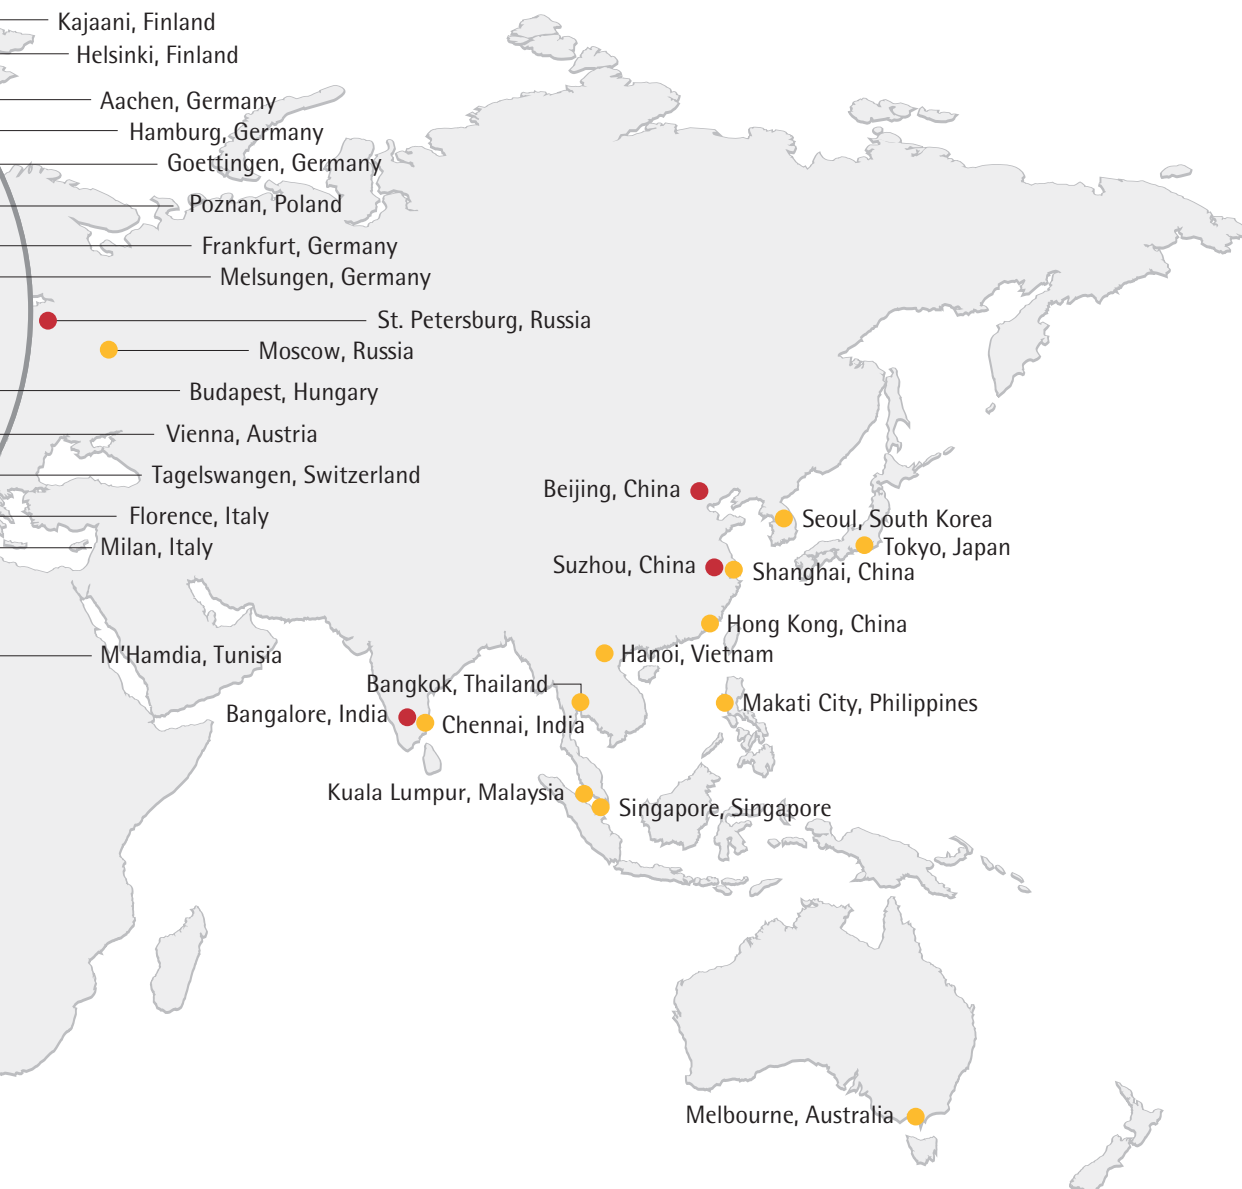 Kajaani, Finland
Helsinki, Finland
Aachen, Germany
Hamburg, Germany
Goettingen, Germany
Poznan, Poland
Frankfurt, Germany
Melsungen, Germany
St. Petersburg, Russia
Moscow, Russia
Budapest, Hungary
Vienna, Austria
Tagelswangen, Switzerland
Beijing, China
Florence, Italy
Seoul, South Korea
Milan, Italy
Tokyo, Japan
Suzhou, China
Shanghai, China
Hong Kong, China
M'Hamdia, Tunisia
Hanoi, Vietnam
Bangkok, Thailand
Makati City, Philippines
Bangalore, India
Chennai, India
Kuala Lumpur, Malaysia
Singapore, Singapore
Melbourne, Australia